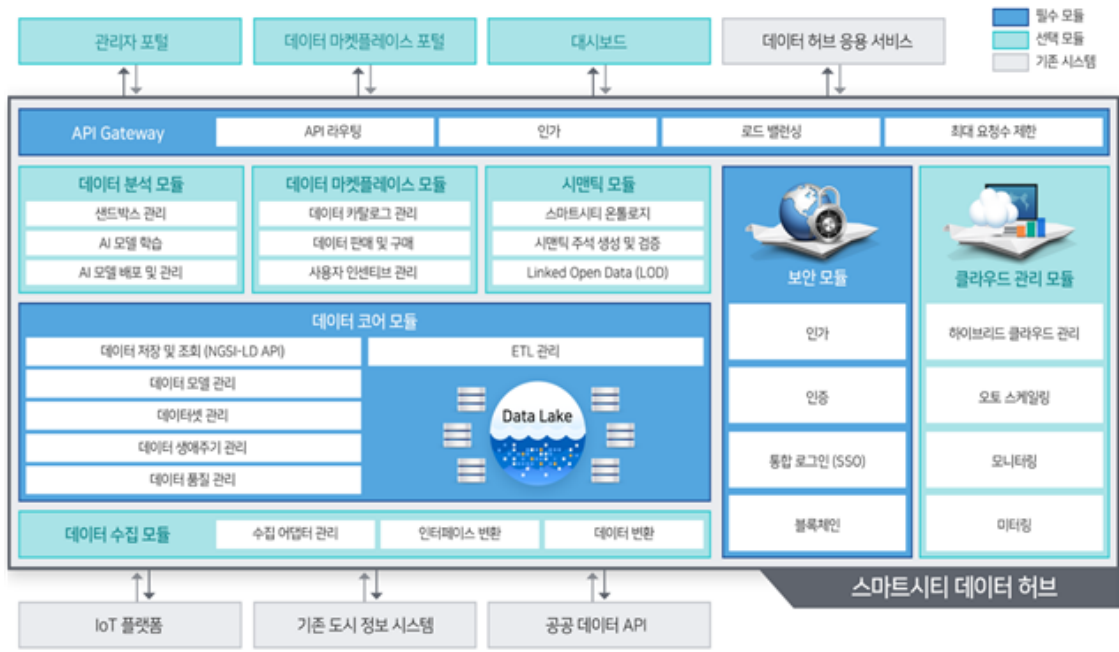 관리자 포털
데이터 마켓플레이스 포털
대시보드
데이터 허브 응용 서비스
필수 모듈
선택 모듈
기존 시스템
API Gateway
API 라우팅
인가
로드 밸런싱
최대 요청수 제한
데이터 분석 모듈
샌드박스 관리
AI 모델 학습
AI 모델 배포 및 관리
데이터 마켓플레이스 모듈
데이터 카탈로그 관리
데이터 판매 및 구매
사용자 인센티브 관리
시맨틱 모듈
스마트시티 온톨로지
시맨틱 주석 생성 및 검증
Linked Open Data (LOD)
데이터 코어 모듈
데이터 저장 및 조회 (NGSI-LD API)
데이터 모델 관리
데이터셋 관리
데이터 생애주기 관리
데이터 품질 관리
ETL 관리
Data Lake
데이터 수집 모듈
수집 어댑터 관리
인터페이스 변환
데이터 변환
보안 모듈
인가
인증
통합 로그인 (SSO)
블록체인
클라우드 관리 모듈
하이브리드 클라우드 관리
오토 스케일링
모니터링
미터링
스마트시티 데이터 허브
IoT 플랫폼
기존 도시 정보 시스템
공공 데이터 API